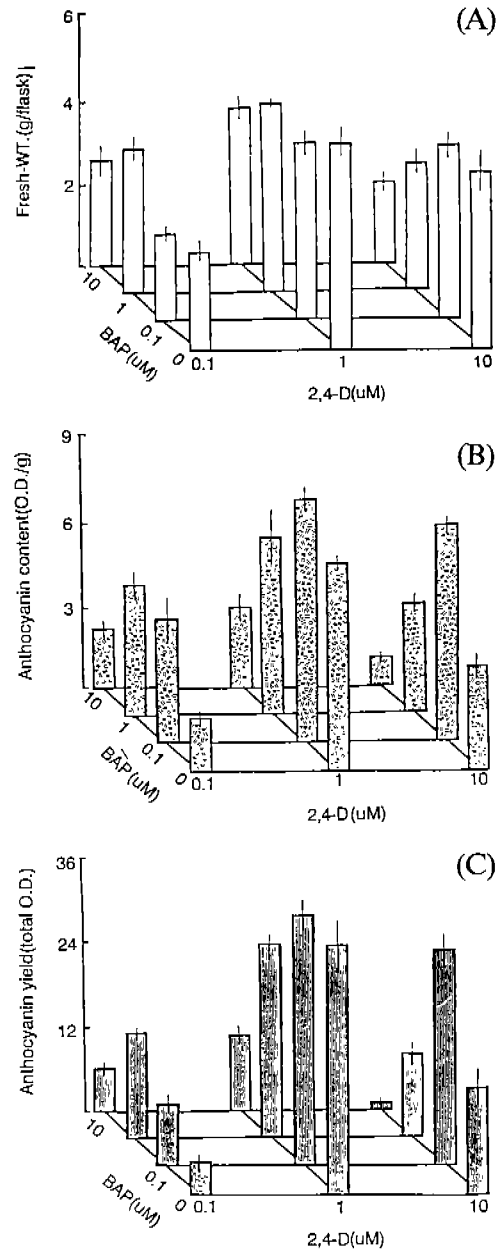 (A)
6
4
2
Fresh-WT.(g/flask)
10
1
0.1
0
BAP(uM)
0.1
1
10
2,4-D(uM)
(B)
9
6
3
Anthocyanin content(O.D./g)
10
1
0.1
0
BAP(uM)
0.1
1
10
2,4-D(uM)
(C)
36
24
12
Anthocyanin yield(total O.D.)
10
1
0.1
0
BAP(uM)
0.1
1
10
2,4-D(uM)